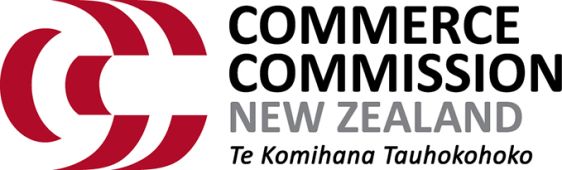 COMMERCE
COMMISSION
NEW ZEALAND
Te Komihana Tauhokohoko